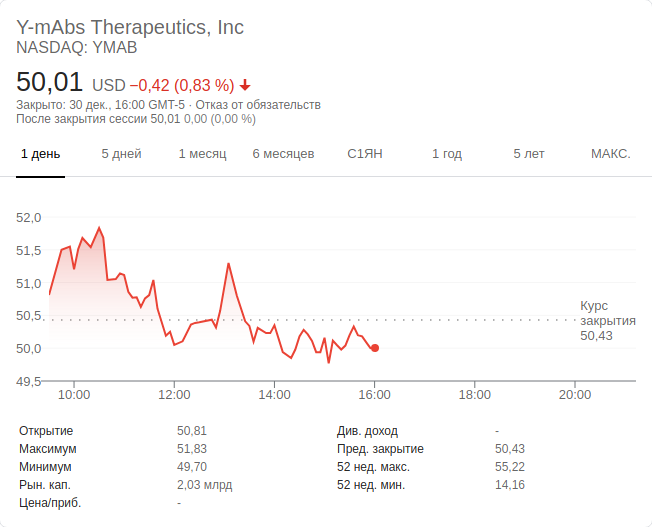 Y-mAbs Therapeutics, Inc
NASDAQ: YMAB
50,01 USD −0,42 (0,83 %)
Закрыто: 30 дек., 16:00 GMT-5 · Отказ от обязательств
После закрытия сессии 50,01 0,00 (0,00 %)
1 день 5 дней 1 месяц 6 месяцев С1ЯН 1 год 5 лет МАКС.
52,0
51,5
51,0
50,5
50,0
49,5
Курс
закрытия
50,43
10:00 12:00 14:00 16:00 18:00 20:00
Открытие 50,81 Див. доход -
Максимум 51,83 Пред. закрытие 50,43
Минимум 49,70 52 нед. макс. 55,22
Рын. кап. 2,03 млрд 52 нед. мин. 14,16
Цена/приб. -